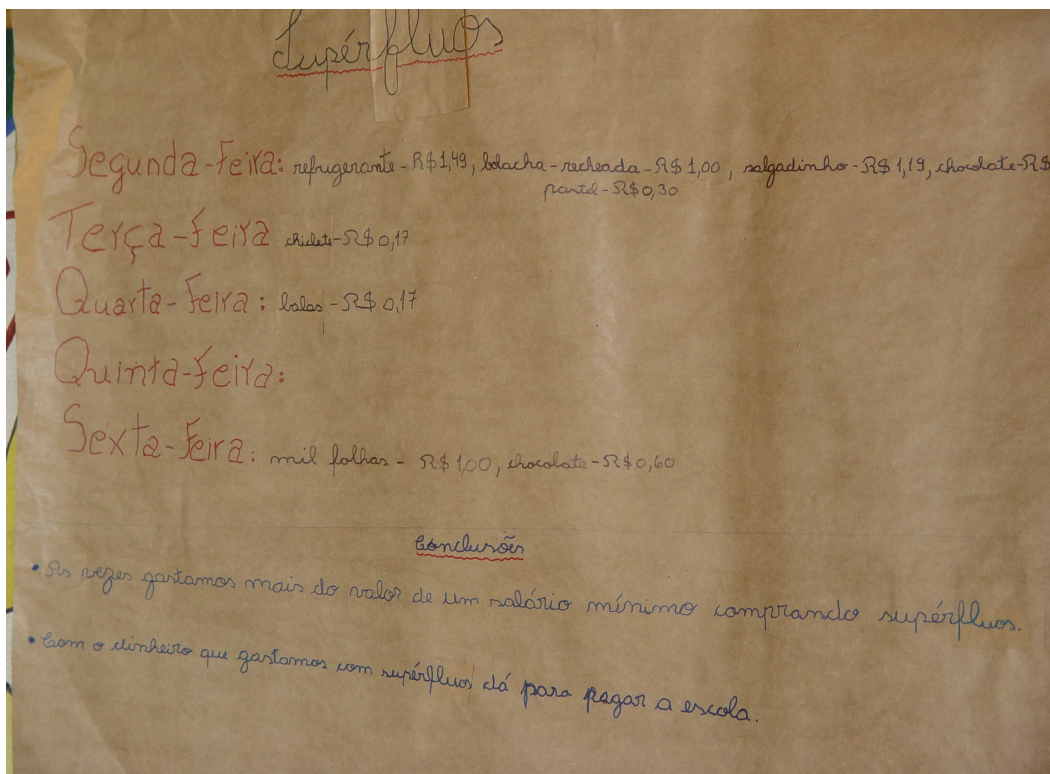 Supérfluos
Segunda-Feira: refrigerante - R$ 1,49, bolacha - recheada - R$ 1,00, salgadinho - R$ 1,19, chocolate - R$
pastel - R$ 0,30
Terça-Feira chiclete - R$ 0,17
Quarta-Feira: balas - R$ 0,17
Quinta-Feira:
Sexta-Feira: mil folhas - R$ 1,00, chocolate - R$ 0,60
Conclusões
• As vezes gastamos mais do valor de um salário mínimo comprando supérfluos.
• Com o dinheiro que gastamos com supérfluos dá para pagar a escola.